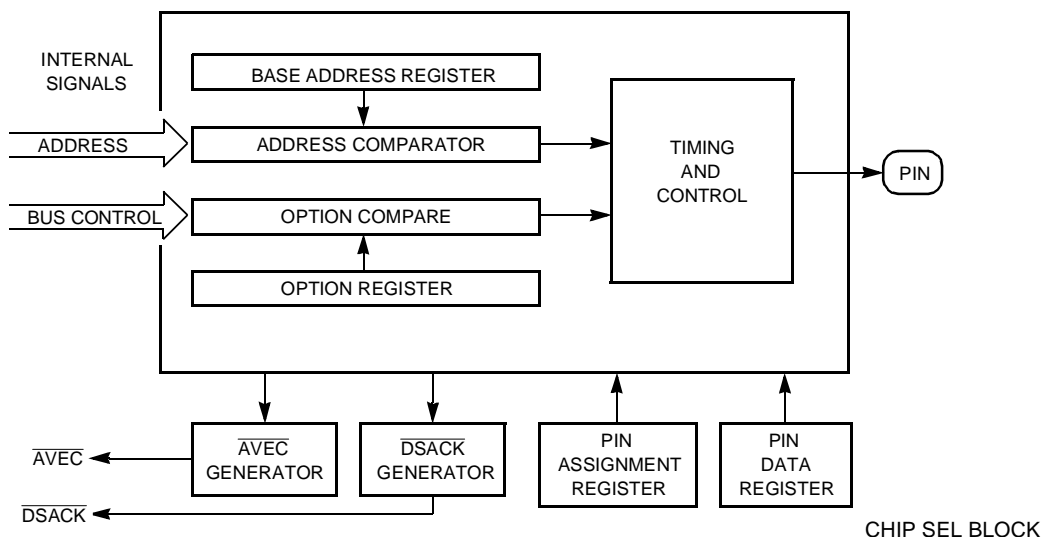 INTERNAL
SIGNALS
BASE ADDRESS REGISTER
ADDRESS
ADDRESS COMPARATOR
TIMING
AND
CONTROL
PIN
BUS CONTROL
OPTION COMPARE
OPTION REGISTER
AVEC
GENERATOR
DSACK
GENERATOR
PIN
ASSIGNMENT
REGISTER
PIN
DATA
REGISTER
AVEC
DSACK
CHIP SEL BLOCK